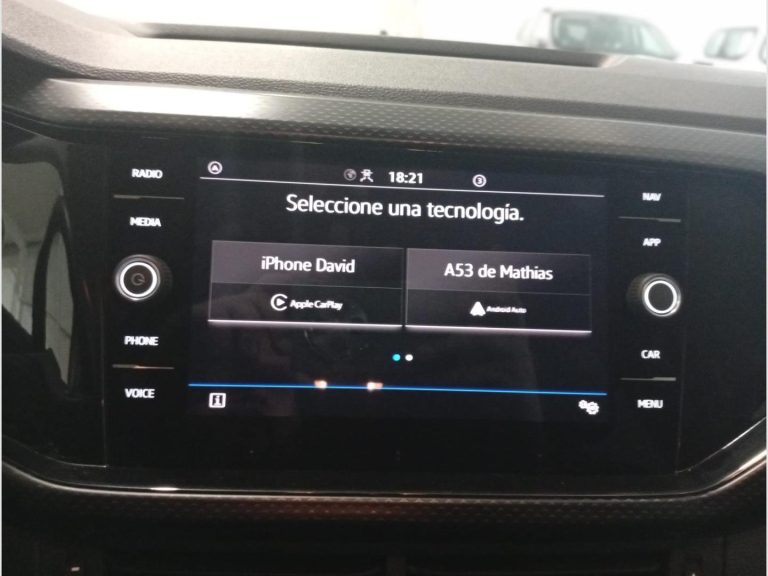 RADIO
MEDIA
PHONE
VOICE
18:21
3
Seleccione una tecnología.
iPhone David
Apple CarPlay
A53 de Mathias
Android Auto
NAV
APP
CAR
MENU